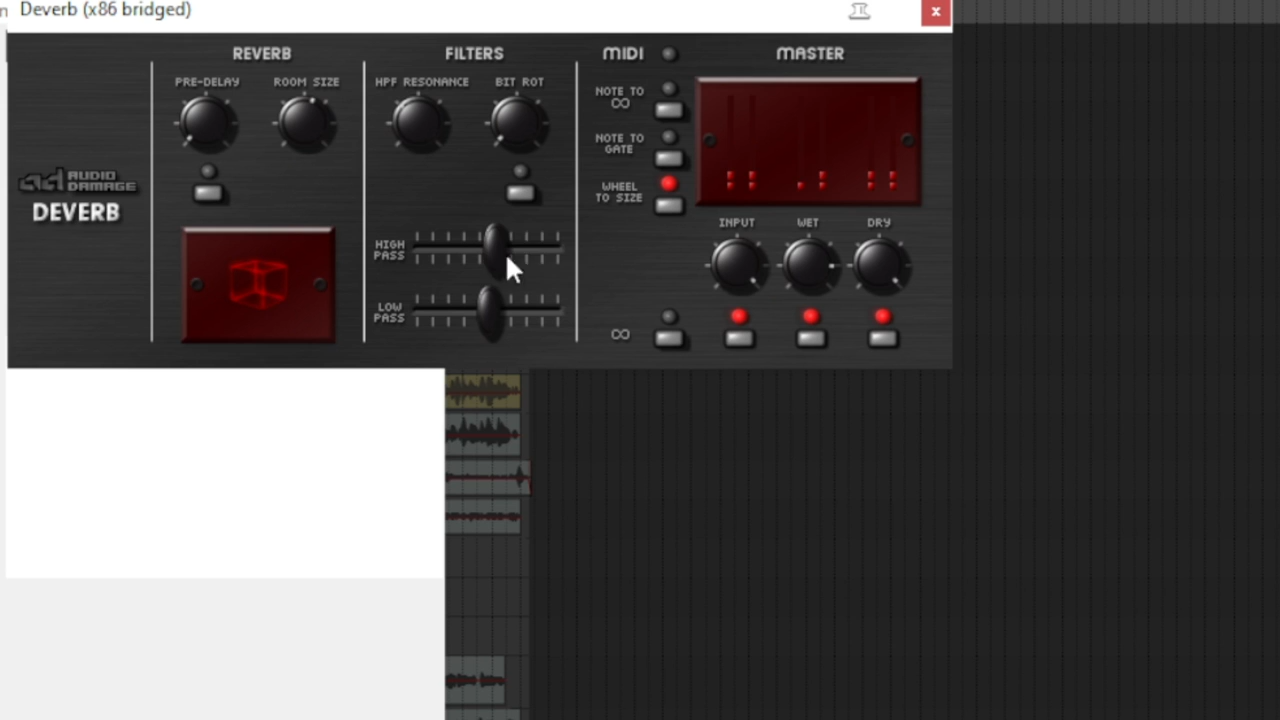 Deverb (x86 bridged)
x
REVERB
FILTERS
MIDI
MASTER
PRE-DELAY
ROOM SIZE
HPF RESONANCE
BIT ROT
NOTE TO
∞
NOTE TO
GATE
WHEEL
TO SIZE
ad AUDIO
DAMAGE
DEVERB
HIGH
PASS
LOW
PASS
INPUT
WET
DRY
∞